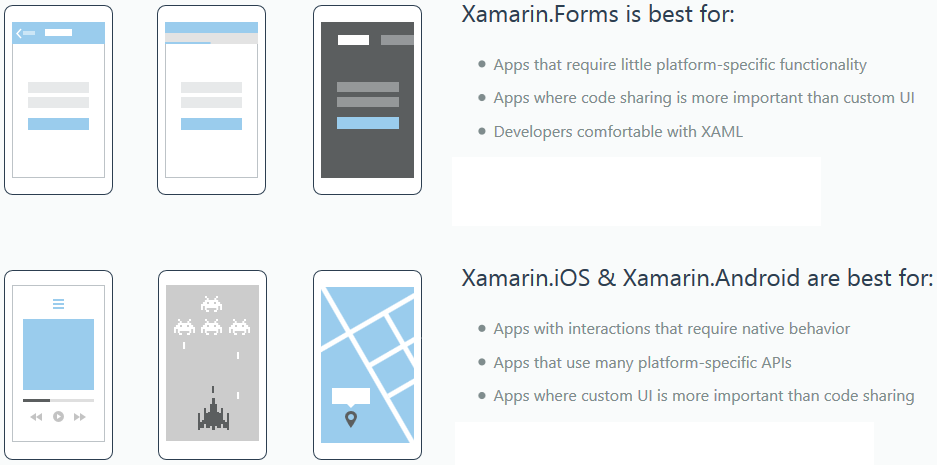 Xamarin.Forms is best for:
Apps that require little platform-specific functionality
Apps where code sharing is more important than custom UI
Developers comfortable with XAML
Xamarin.iOS & Xamarin.Android are best for:
Apps with interactions that require native behavior
Apps that use many platform-specific APIs
Apps where custom UI is more important than code sharing